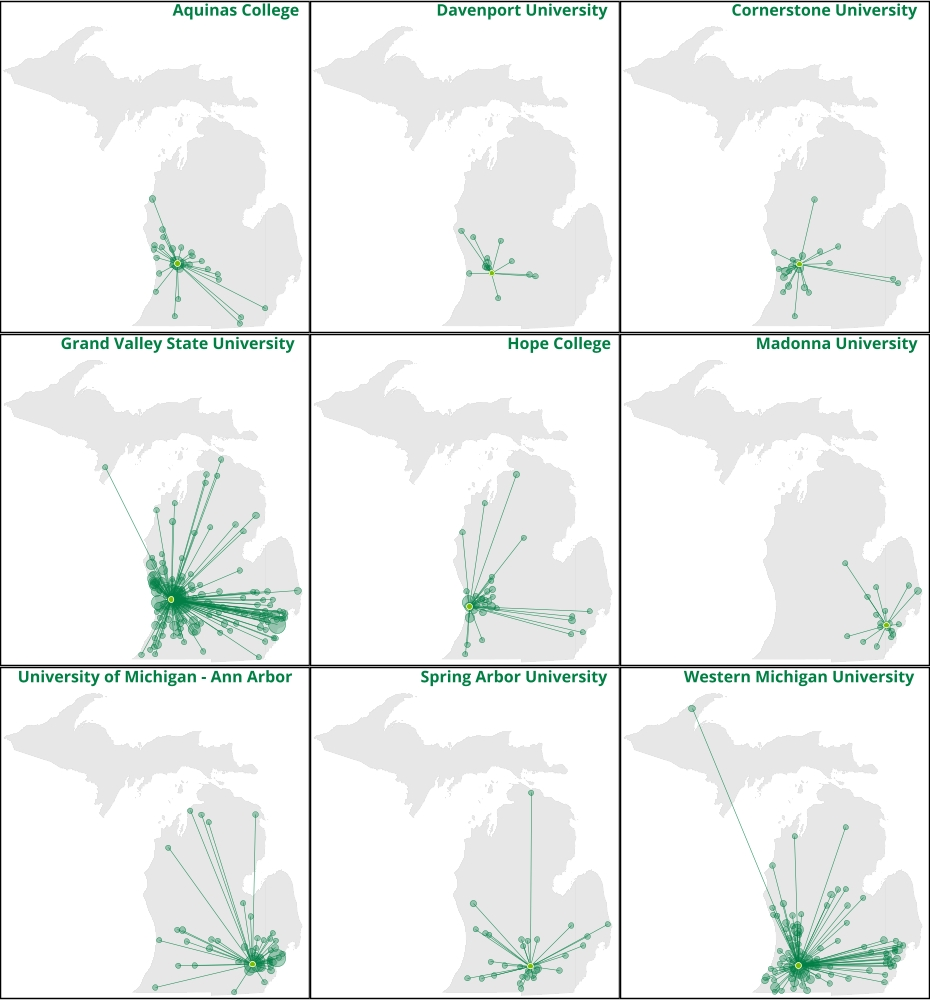 Aquinas College
Davenport University
Cornerstone University
Grand Valley State University
Hope College
Madonna University
University of Michigan - Ann Arbor
Spring Arbor University
Western Michigan University